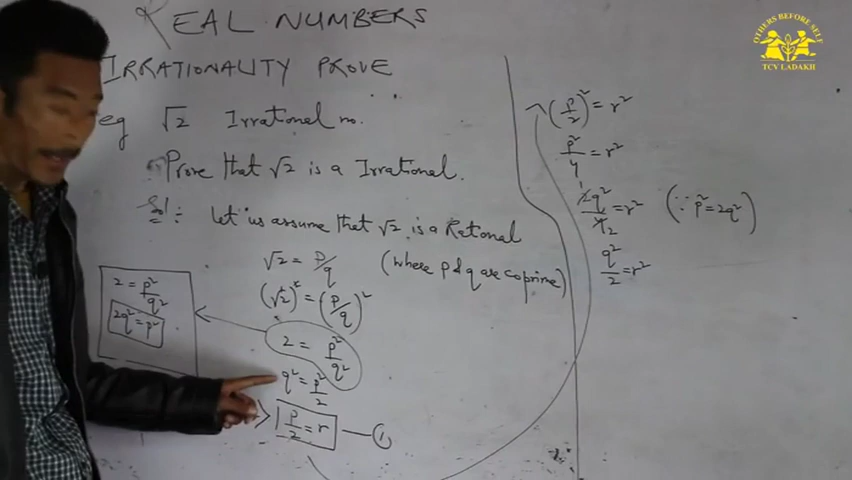 REAL NUMBERS
IRRATIONALITY PROVE
eg √2 Irrational no.
Prove that √2 is a Irrational.
Sol ÷ Let us assume that √2 is a Rational
√2 = p/q (where p & q are coprime)
(√2)² = (p/q)²
2 = p²/q²
q² = p²/2
p/2 = r — ①
2 = p²/q²
2q² = p²
(p/2)² = r²
p²/4 = r²
2q²/4 2 = r² (∵ p² = 2q²)
q²/2 = r²
OTHERS BEFORE SELF
TCV LADAKH